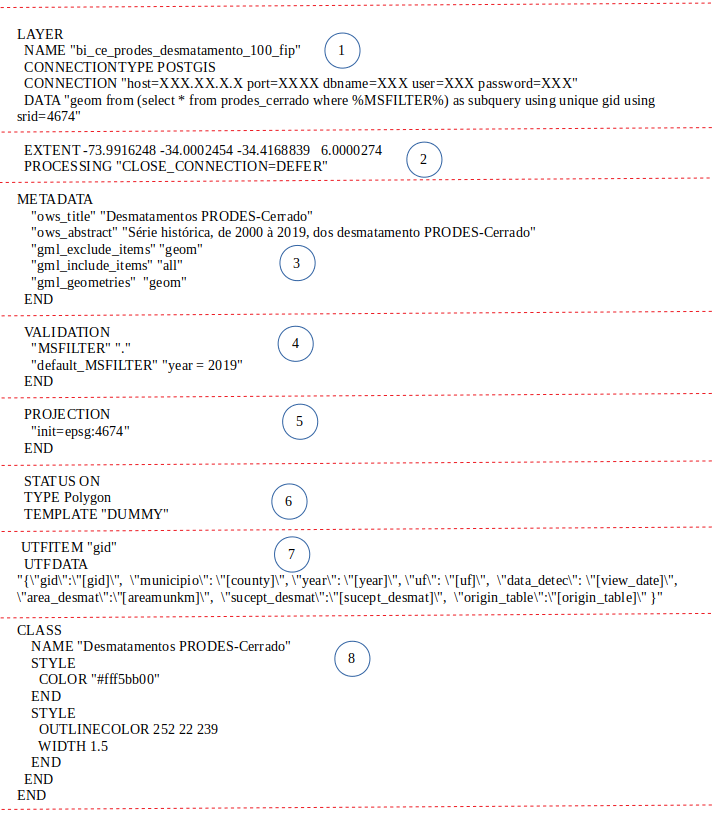 LAYER
NAME "bi_ce_prodes_desmatamento_100_fip"
1
CONNECTIONTYPE POSTGIS
CONNECTION "host=XXX.XX.X.X port=XXXX dbname=XXX user=XXX password=XXX"
DATA "geom from (select * from prodes_cerrado where %MSFILTER%) as subquery using unique gid using
srid=4674"
EXTENT -73.9916248 -34.0002454 -34.4168839 6.0000274
2
PROCESSING "CLOSE_CONNECTION=DEFER"
METADATA
"ows_title" "Desmatamentos PRODES-Cerrado"
"ows_abstract" "Série histórica, de 2000 à 2019, dos desmatamento PRODES-Cerrado"
"gml_exclude_items" "geom"
3
"gml_include_items" "all"
"gml_geometries" "geom"
END
VALIDATION
4
"MSFILTER" "."
"default_MSFILTER" "year = 2019"
END
PROJECTION
5
"init=epsg:4674"
END
STATUS ON
TYPE Polygon
6
TEMPLATE "DUMMY"
UTFITEM "gid"
7
UTFDATA
"{\"gid\":\"[gid]\", \"municipio\": \"[county]\", \"year\": \"[year]\", \"uf\": \"[uf]\", \"data_detec\": \"[view_date]\",
\"area_desmat\":\"[areamunkm]\", \"sucept_desmat\":\"[sucept_desmat]\", \"origin_table\":\"[origin_table]\" }"
CLASS
NAME "Desmatamentos PRODES-Cerrado"
8
STYLE
COLOR "#fff5bb00"
END
STYLE
OUTLINECOLOR 252 22 239
WIDTH 1.5
END
END
END